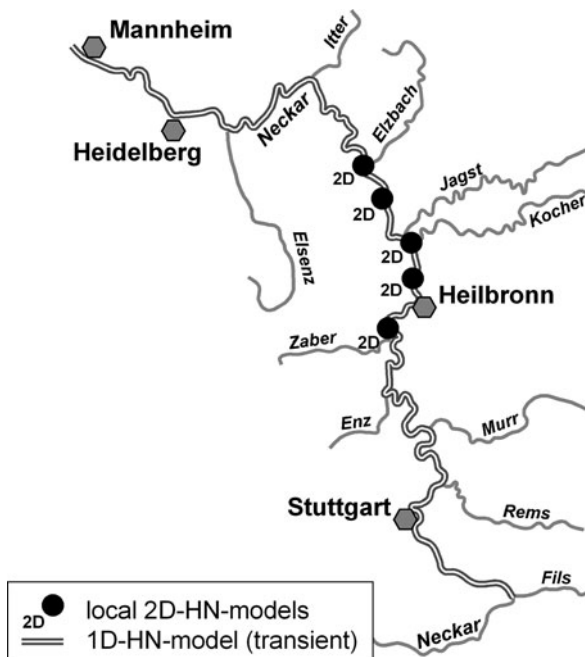 Mannheim
Itter
Neckar
Elzbach
Heidelberg
2D
Jagst
2D
Kocher
Elsenz
2D
2D
Heilbronn
Zaber
2D
Enz
Murr
Stuttgart
Rems
Fils
Neckar
2D local 2D-HN-models
1D-HN-model (transient)